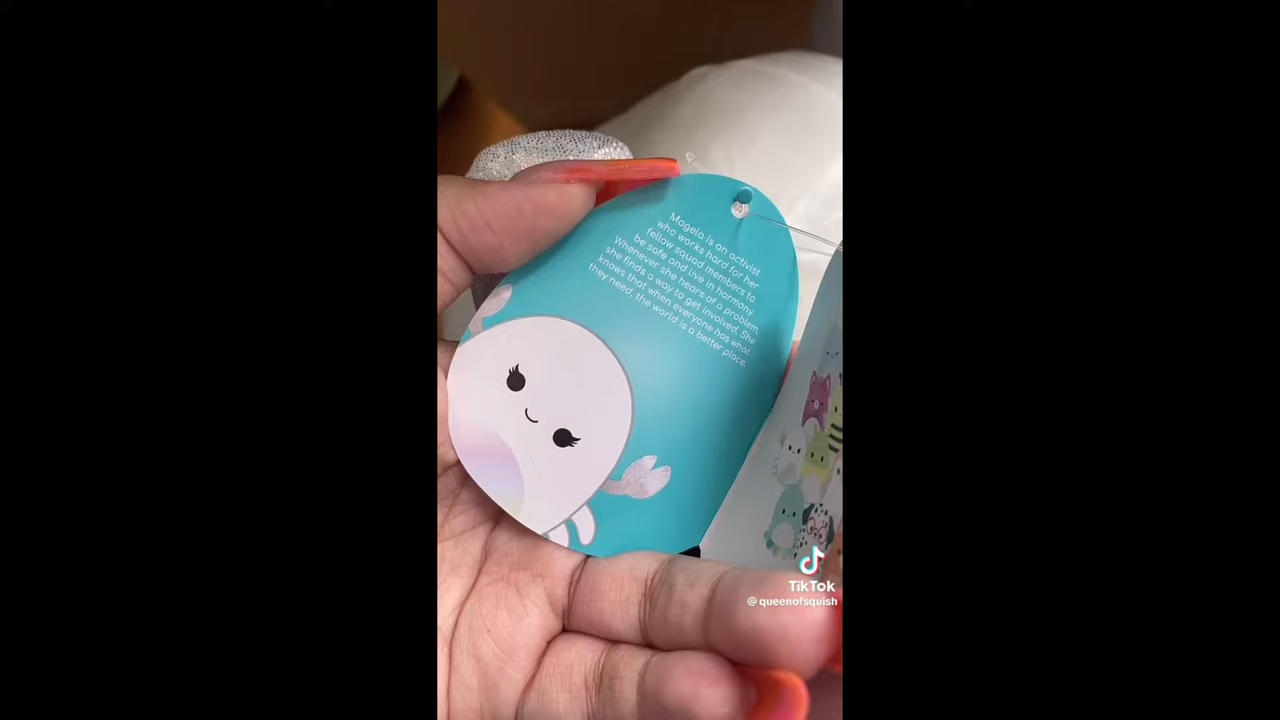 Magela is an activist
who works hard for her
fellow squad members to
be safe and live in harmony.
Whenever she hears of a problem,
she finds a way to get involved. She
knows that when everyone has what
they need, the world is a better place.
TikTok
@queenofsquish